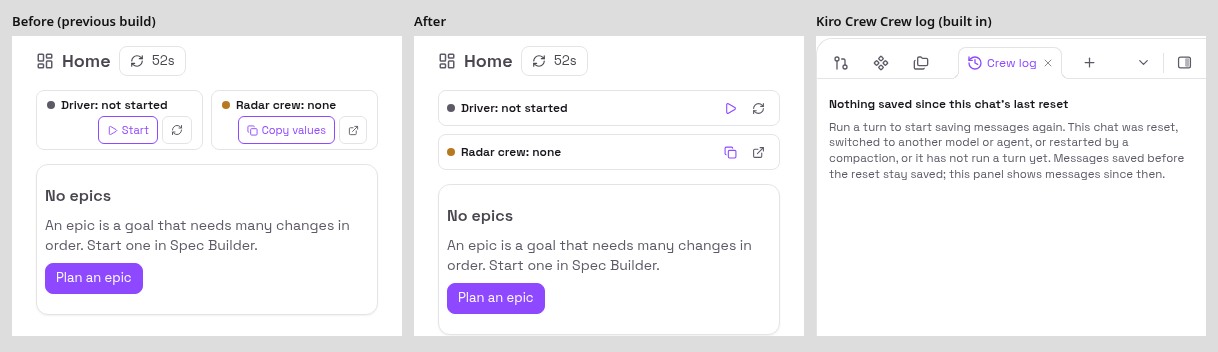 Before (previous build)
Home
52s
Driver: not started
Start
Radar crew: none
Copy values
No epics
An epic is a goal that needs many changes in
order. Start one in Spec Builder.
Plan an epic
After
Home
52s
Driver: not started
Radar crew: none
No epics
An epic is a goal that needs many changes in
order. Start one in Spec Builder.
Plan an epic
Kiro Crew Crew log (built in)
Crew log
Nothing saved since this chat's last reset
Run a turn to start saving messages again. This chat was reset,
switched to another model or agent, or restarted by a
compaction, or it has not run a turn yet. Messages saved before
the reset stay saved; this panel shows messages since then.